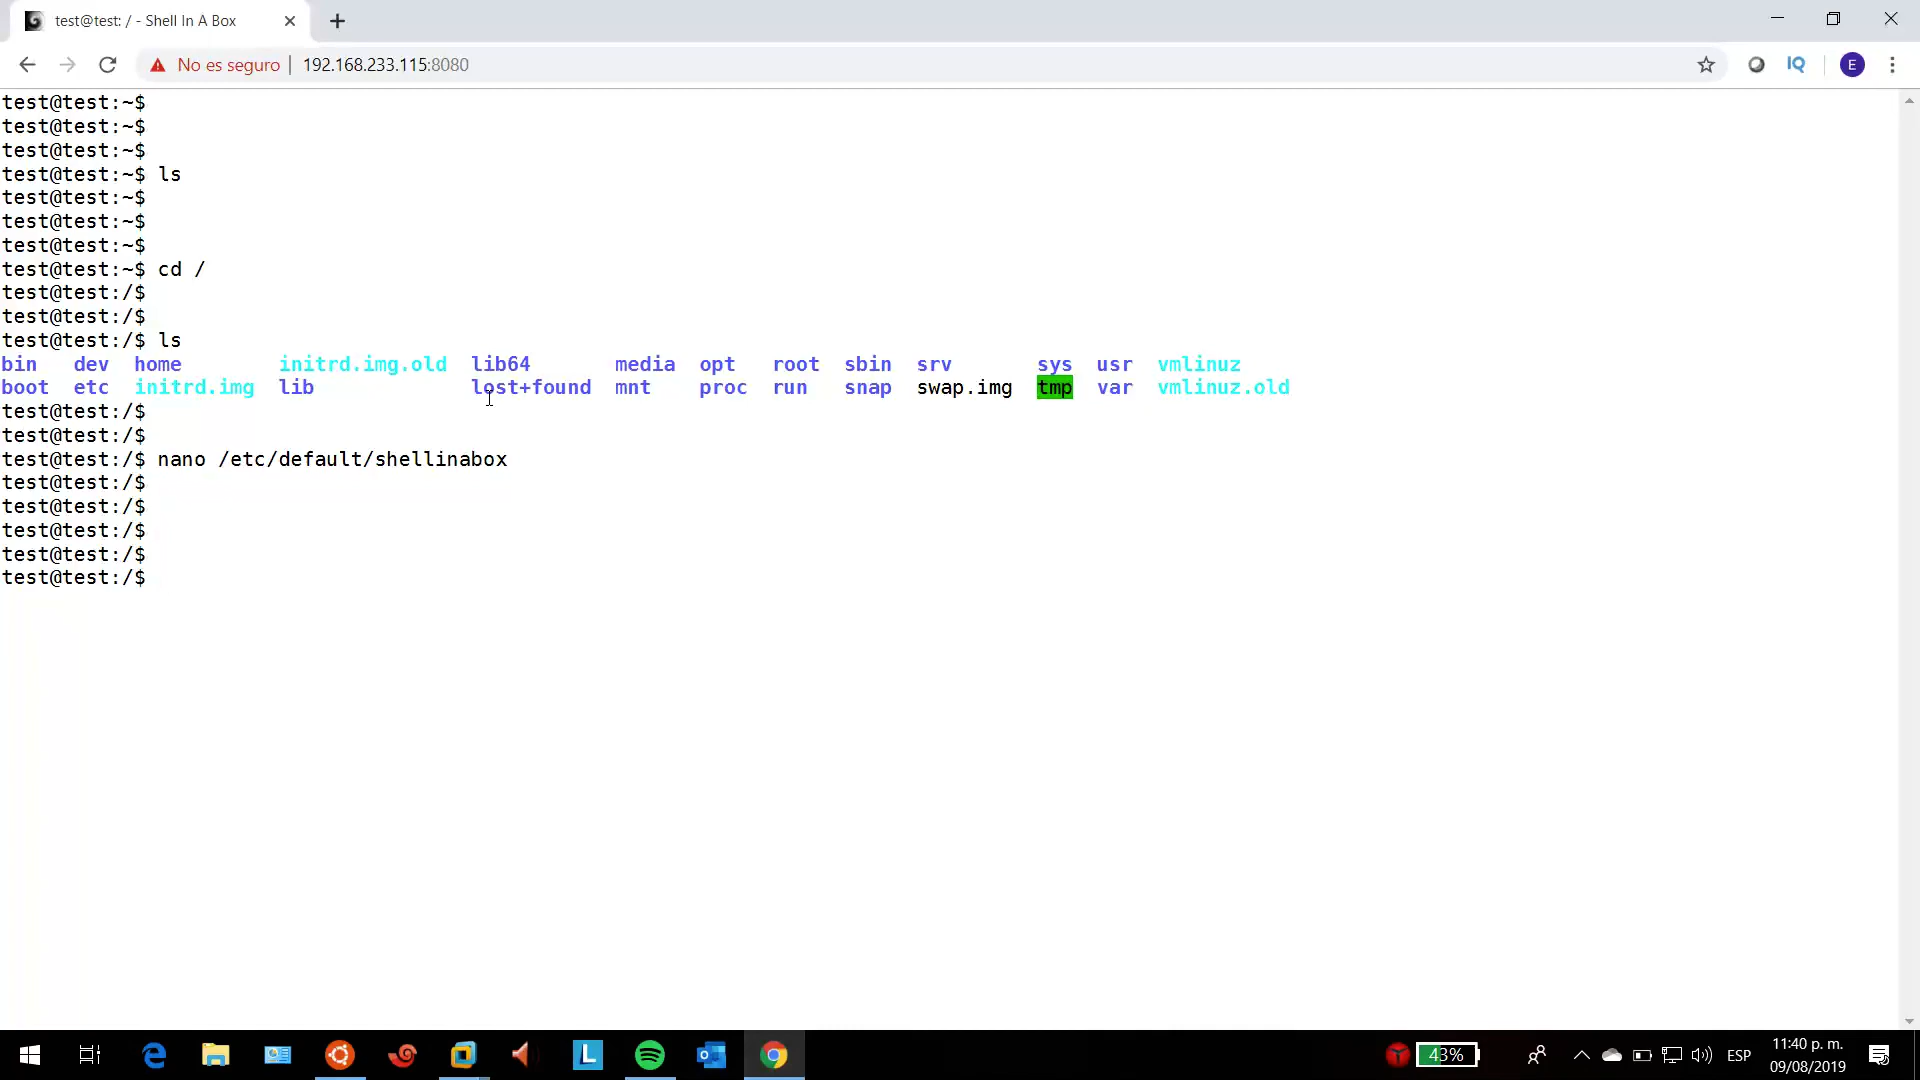 test@test: / - Shell In A Box
No es seguro 192.168.233.115:8080
IQ
E
test@test:~$
test@test:~$
test@test:~$
test@test:~$ ls
test@test:~$
test@test:~$
test@test:~$
test@test:~$ cd /
test@test:/$
test@test:/$
test@test:/$ ls
bin dev home initrd.img.old lib64 media opt root sbin srv sys usr vmlinuz
boot etc initrd.img lib lost+found mnt proc run snap swap.img tmp var vmlinuz.old
test@test:/$
test@test:/$
test@test:/$ nano /etc/default/shellinabox
test@test:/$
test@test:/$
test@test:/$
test@test:/$
test@test:/$
L
43%
ESP
11:40 p. m.
09/08/2019